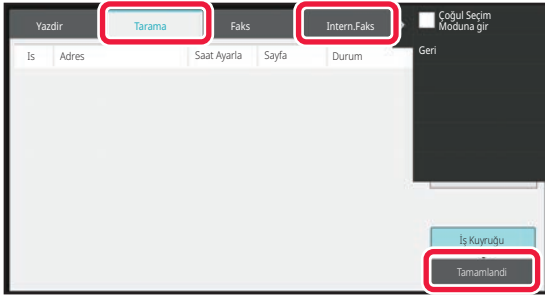 Yazdir Tarama Faks Intern.Faks
Çoğul Seçim
Moduna gir
Is Adres Saat Ayarla Sayfa Durum
Geri
İş Kuyruğu
Tamamlandi